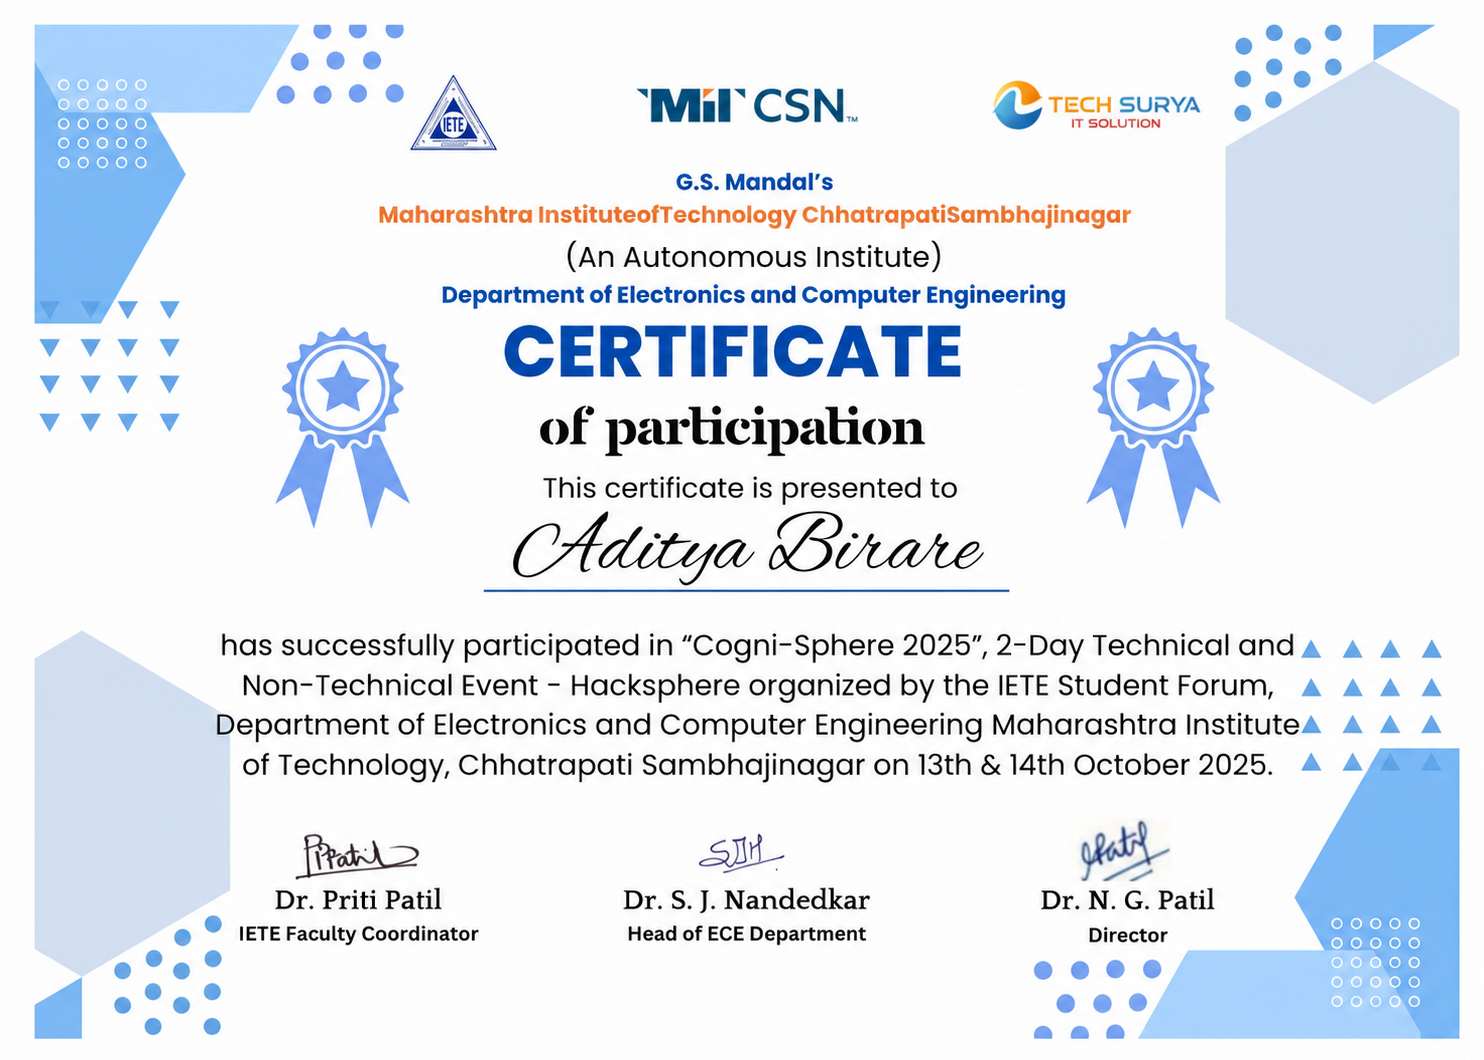 IETE
MIT CSN™
TECH SURYA
IT SOLUTION
G.S. Mandal’s
Maharashtra InstituteofTechnology ChhatrapatiSambhajinagar
(An Autonomous Institute)
Department of Electronics and Computer Engineering
CERTIFICATE
of participation
This certificate is presented to
Aditya Birare
has successfully participated in “Cogni-Sphere 2025”, 2-Day Technical and
Non-Technical Event - Hacksphere organized by the IETE Student Forum,
Department of Electronics and Computer Engineering Maharashtra Institute
of Technology, Chhatrapati Sambhajinagar on 13th & 14th October 2025.
PPatil
SJH
Patil
Dr. Priti Patil
Dr. S. J. Nandedkar
Dr. N. G. Patil
IETE Faculty Coordinator
Head of ECE Department
Director